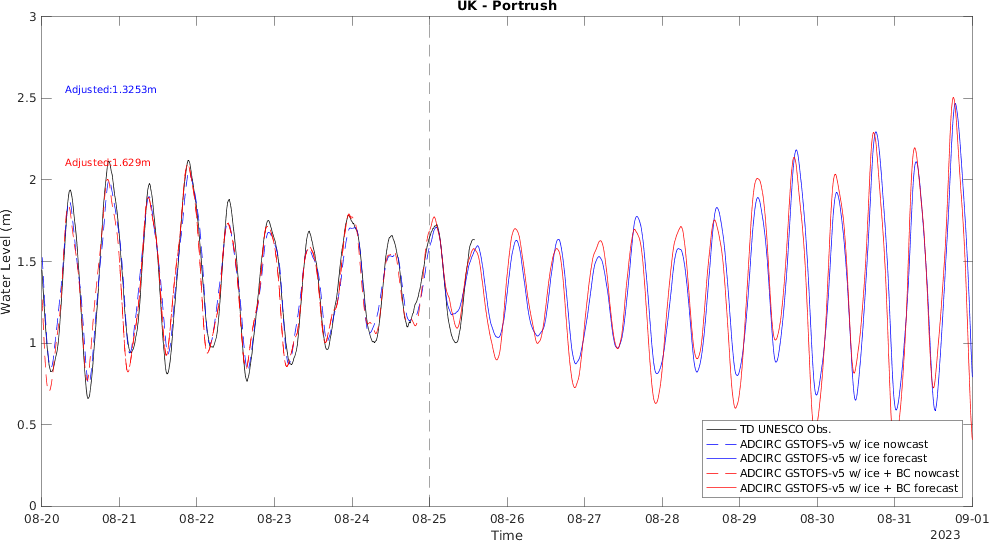 UK - Portrush
3
2.5
2
1.5
1
0.5
0
Water Level (m)
Adjusted:1.3253m
Adjusted:1.629m
TD UNESCO Obs.
ADCIRC GSTOFS-v5 w/ ice nowcast
ADCIRC GSTOFS-v5 w/ ice forecast
ADCIRC GSTOFS-v5 w/ ice + BC nowcast
ADCIRC GSTOFS-v5 w/ ice + BC forecast
08-20 08-21 08-22 08-23 08-24 08-25 08-26 08-27 08-28 08-29 08-30 08-31 09-01
Time
2023